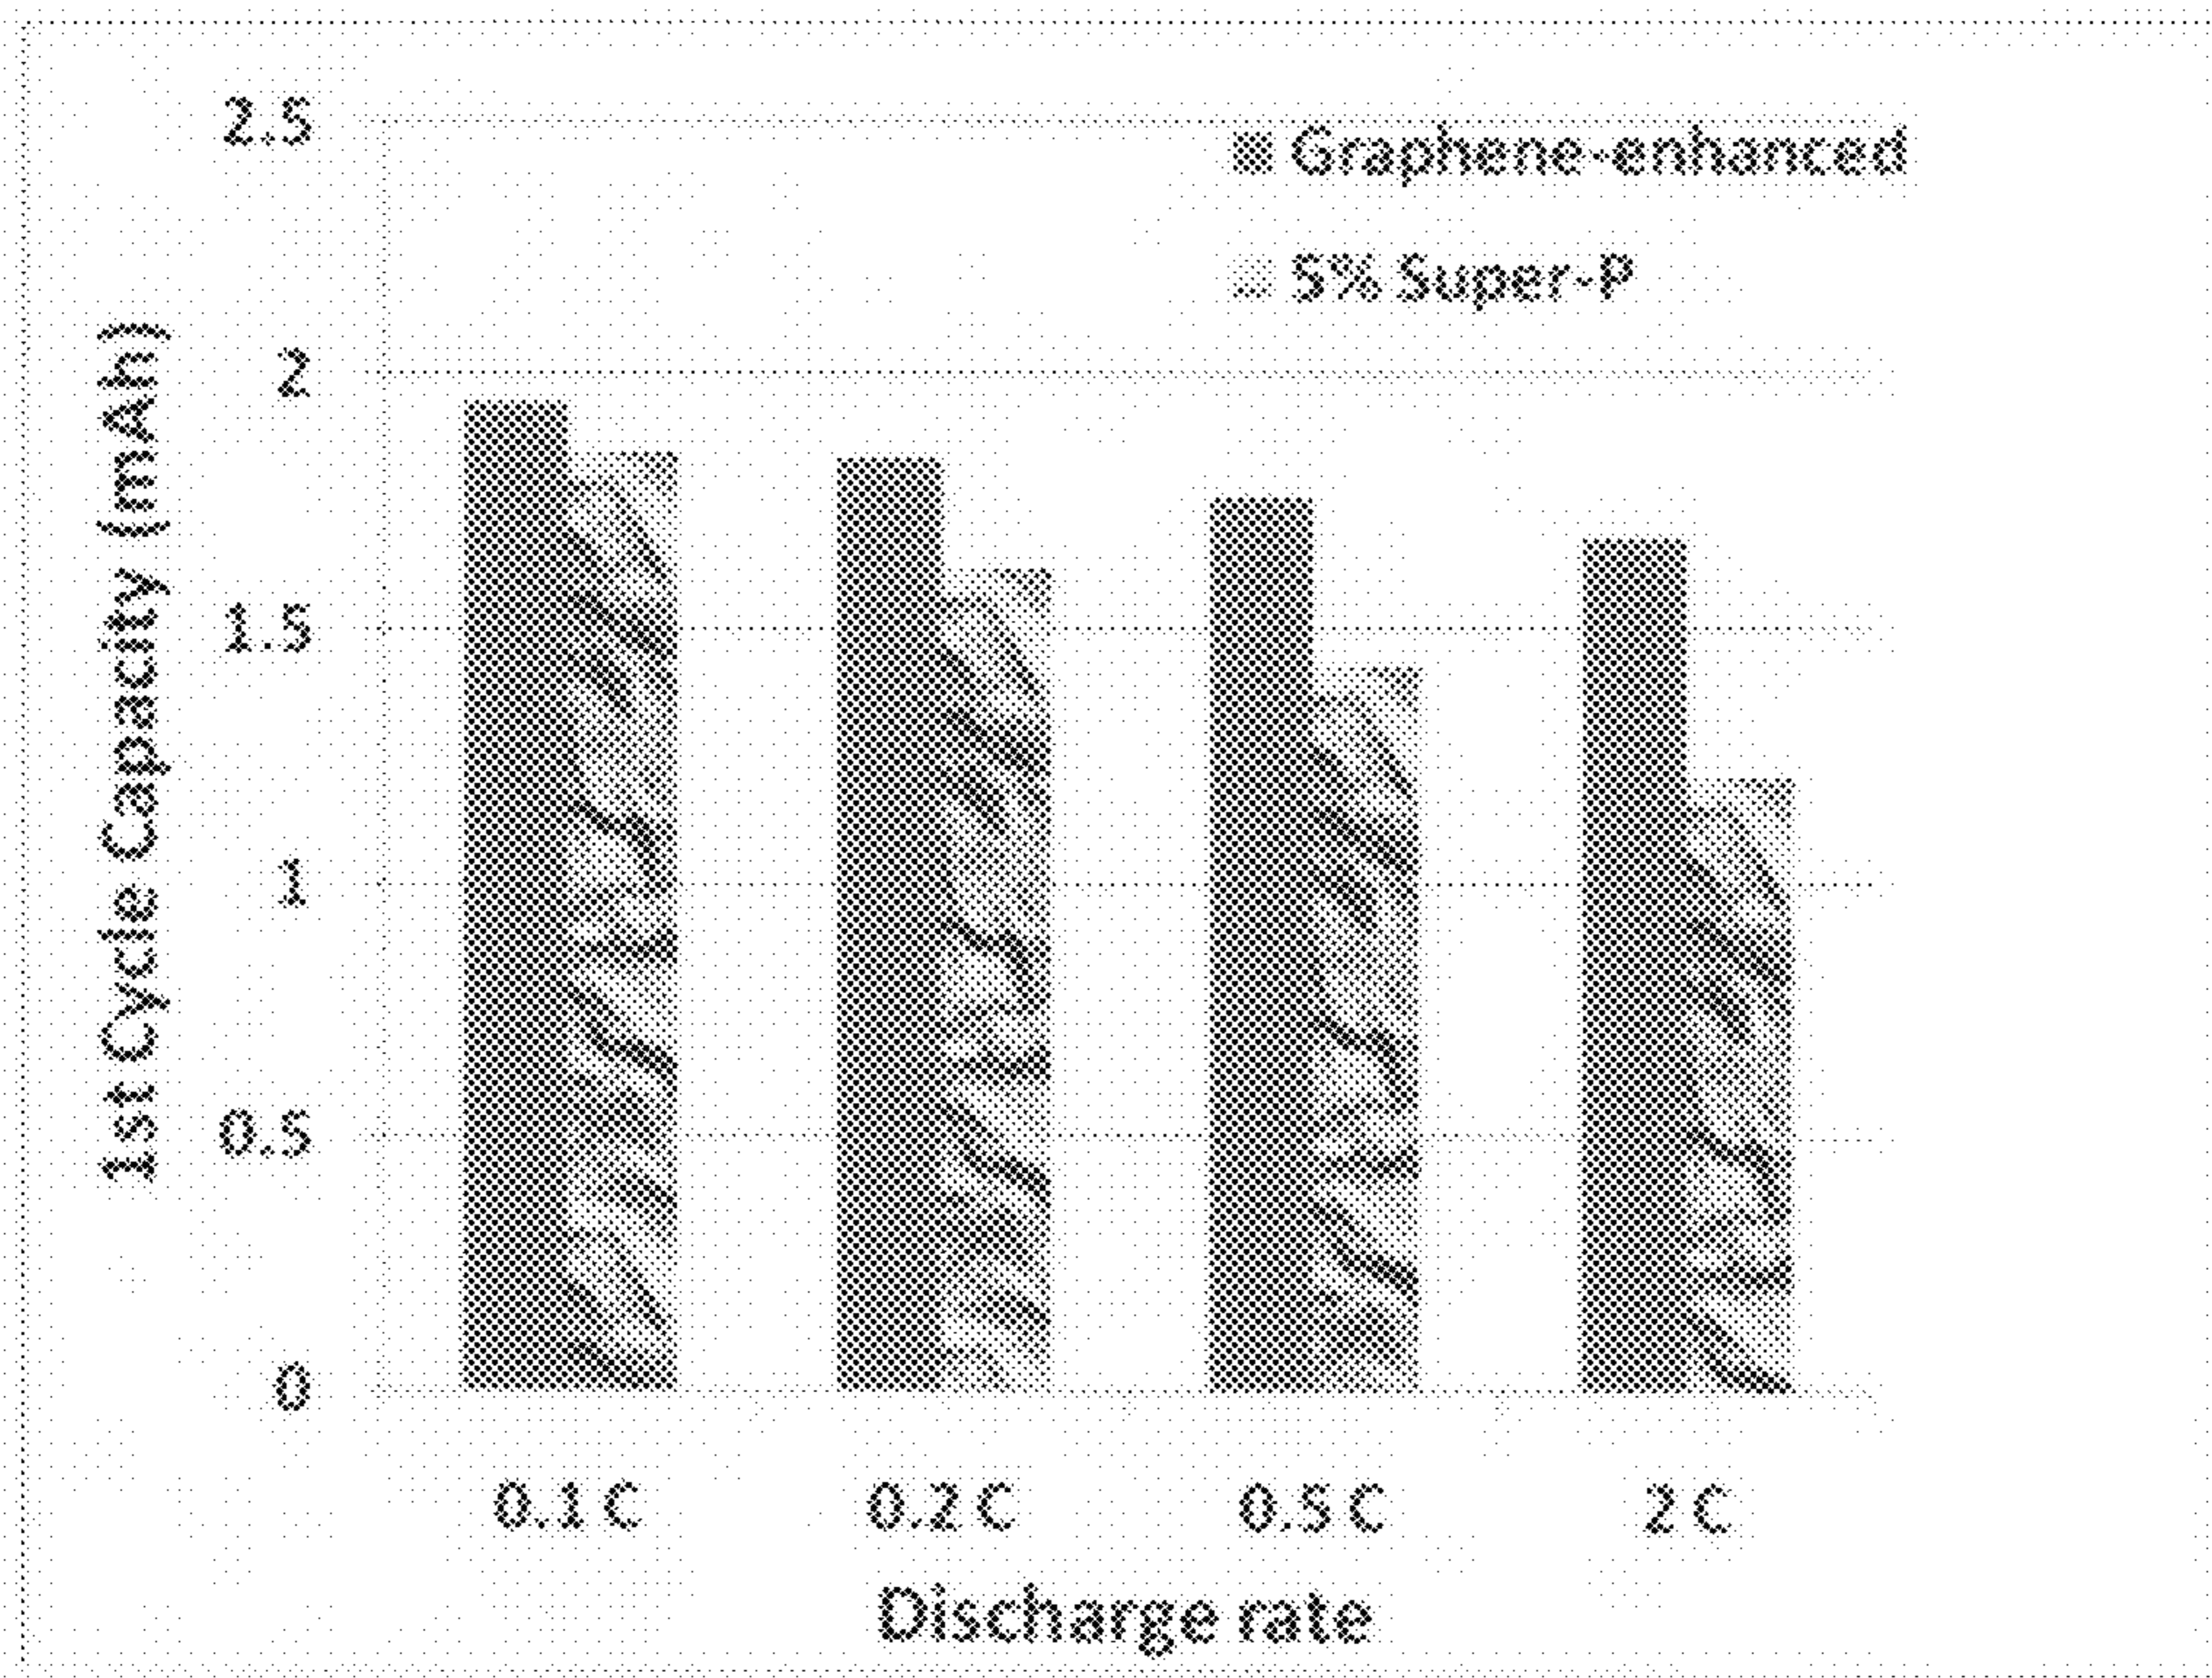 2.5
2
1.5
1
0.5
0
1st Cycle Capacity (mAh)
Graphene-enhanced
5% Super-P
0.1 C
0.2 C
0.5 C
2 C
Discharge rate